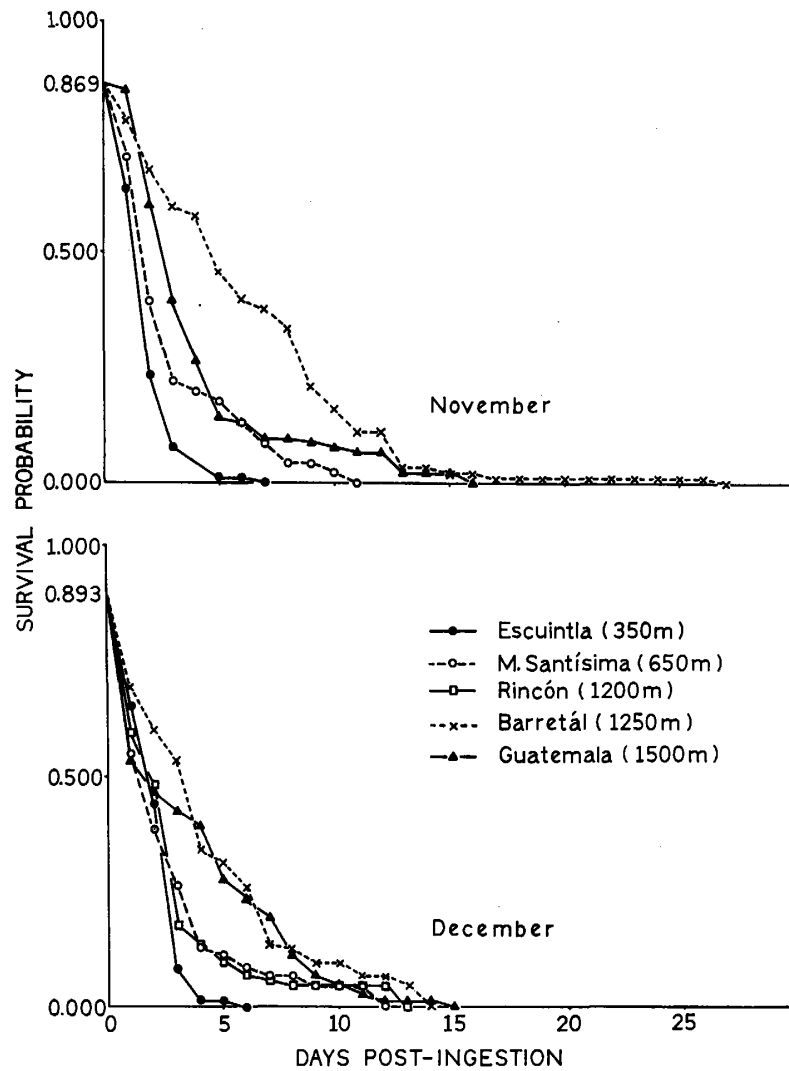 1.000
0.869
0.500
0.000
November
SURVIVAL PROBABILITY
1.000
0.893
0.500
0.000
Escuintla (350m)
M. Santísima (650m)
Rincón (1200m)
Barretál (1250m)
Guatemala (1500m)
December
0 5 10 15 20 25
DAYS POST-INGESTION